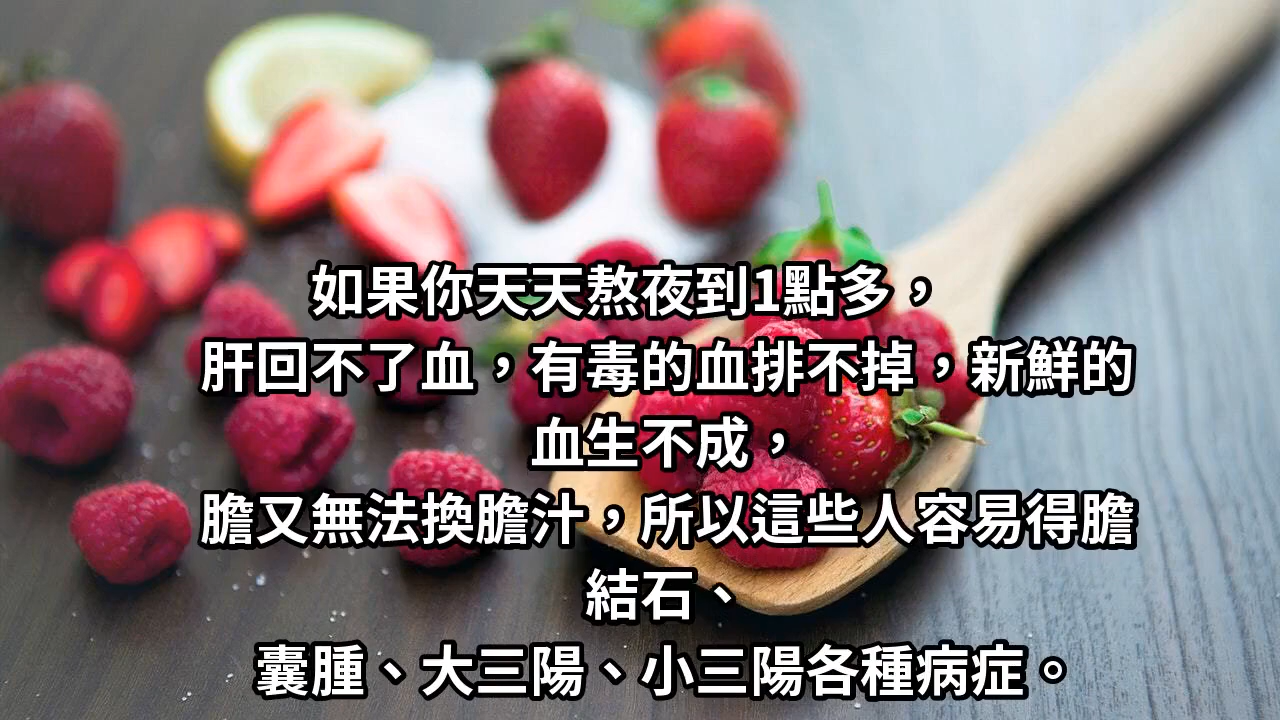 如果你天天熬夜到1點多，
肝回不了血，有毒的血排不掉，新鮮的
血生不成，
膽又無法換膽汁，所以這些人容易得膽
結石、
囊腫、大三陽、小三陽各種病症。